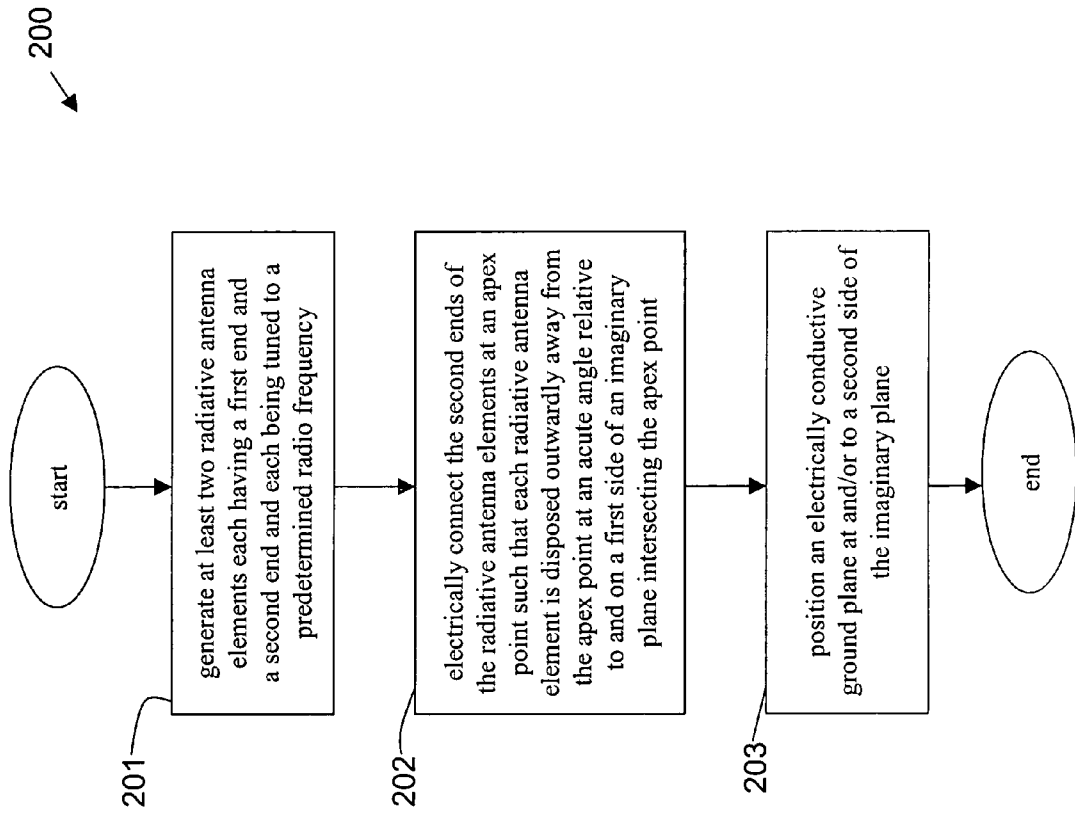 200
start
201
generate at least two radiative antenna
elements each having a first end and
a second end and each being tuned to a
predetermined radio frequency
202
electrically connect the second ends of
the radiative antenna elements at an apex
point such that each radiative antenna
element is disposed outwardly away from
the apex point at an acute angle relative
to and on a first side of an imaginary
plane intersecting the apex point
203
position an electrically conductive
ground plane at and/or to a second side of
the imaginary plane
end